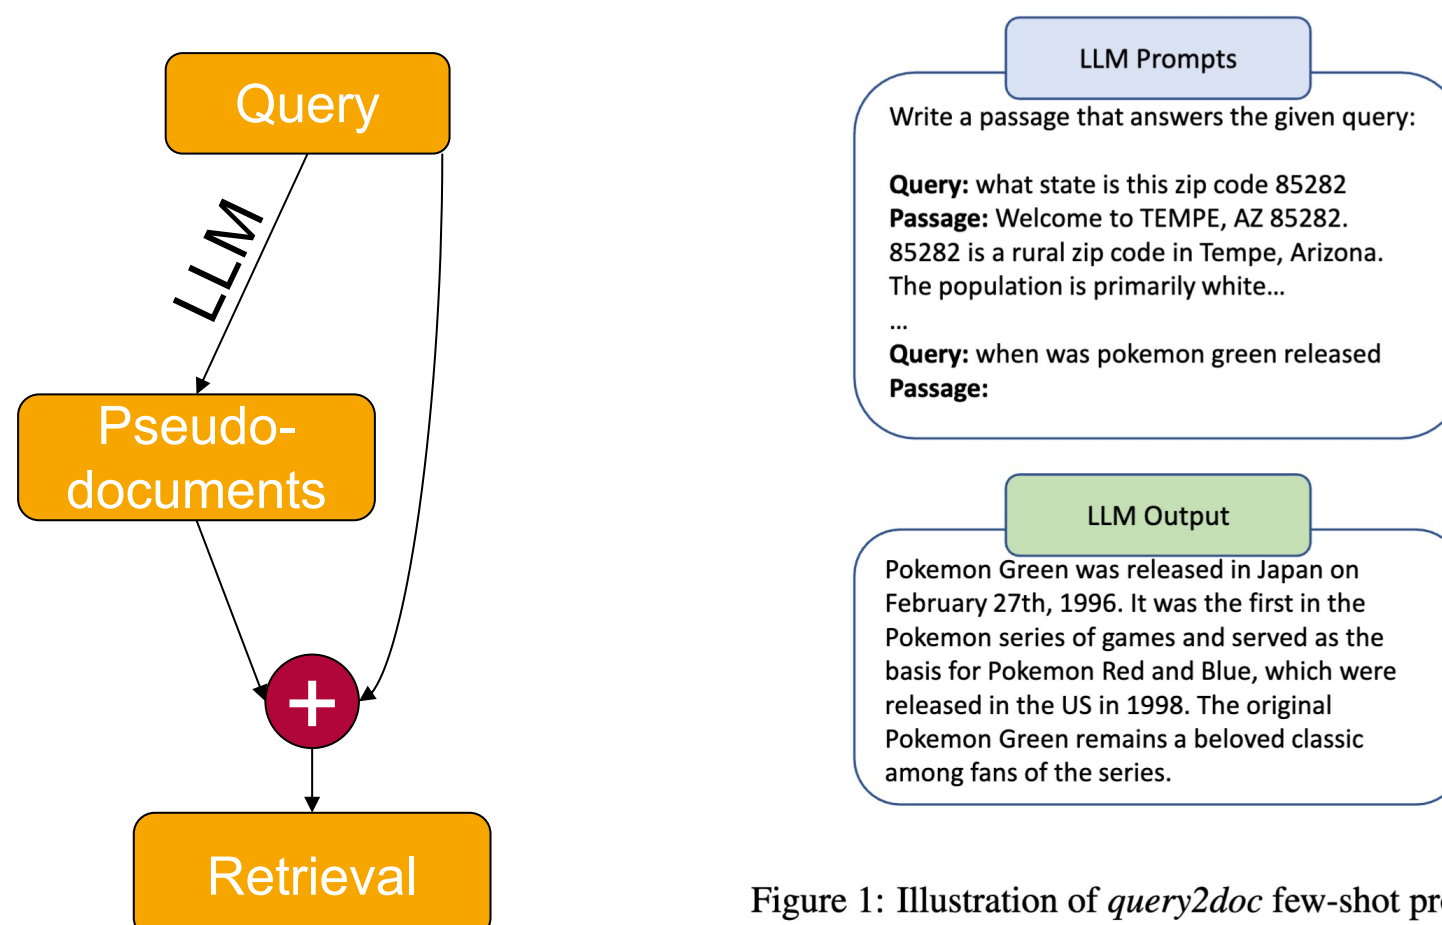 Query
LLM
Pseudo-
documents
+
Retrieval
LLM Prompts
Write a passage that answers the given query:
Query: what state is this zip code 85282
Passage: Welcome to TEMPE, AZ 85282.
85282 is a rural zip code in Tempe, Arizona.
The population is primarily white...
...
Query: when was pokemon green released
Passage:
LLM Output
Pokemon Green was released in Japan on
February 27th, 1996. It was the first in the
Pokemon series of games and served as the
basis for Pokemon Red and Blue, which were
released in the US in 1998. The original
Pokemon Green remains a beloved classic
among fans of the series.
Figure 1: Illustration of query2doc few-shot